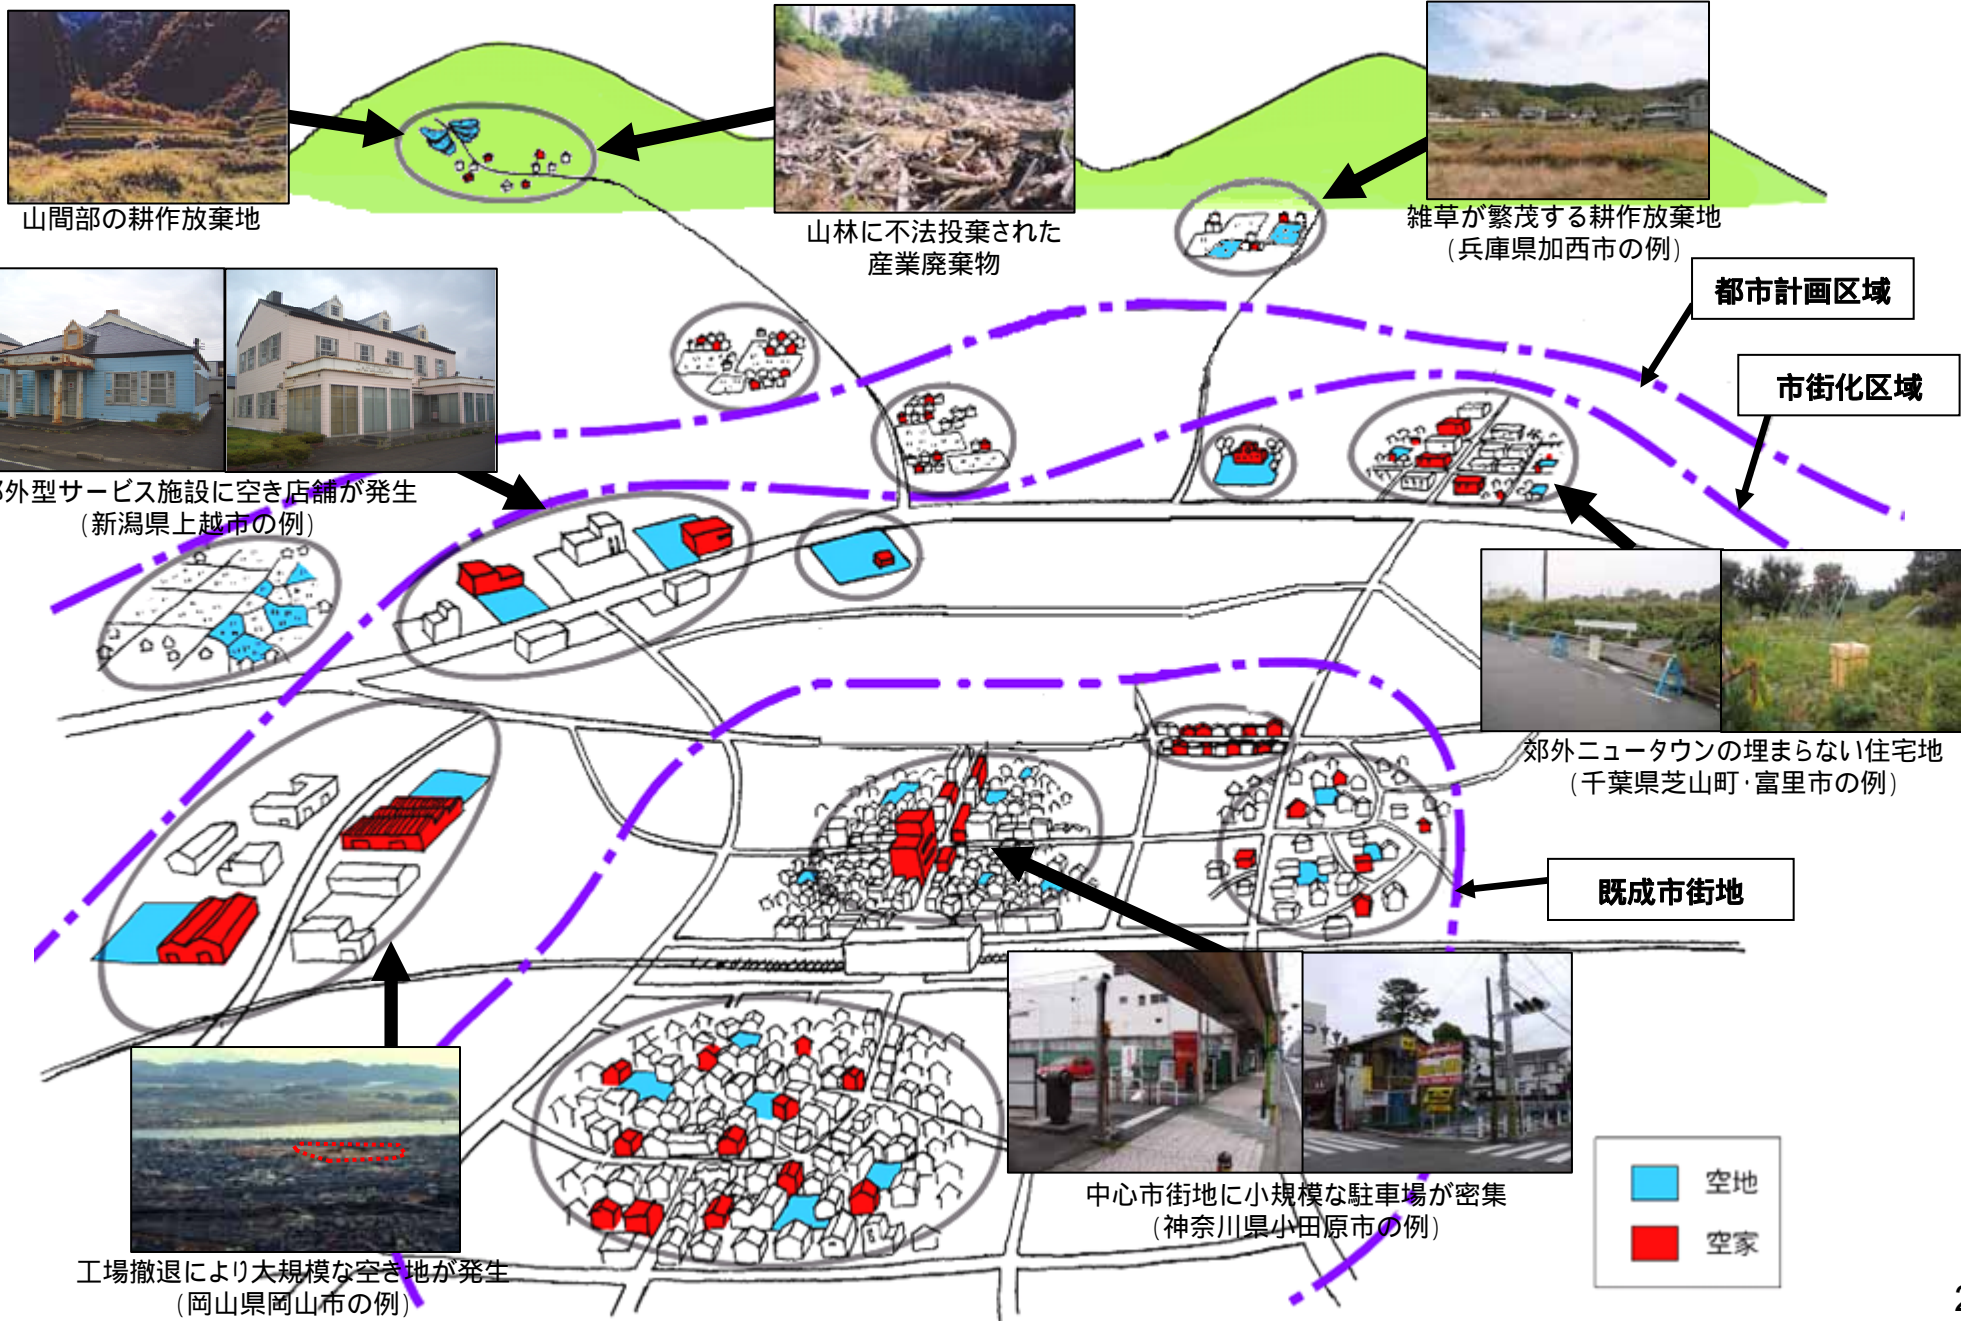 山間部の耕作放棄地
山林に不法投棄された
産業廃棄物
雑草が繁茂する耕作放棄地
(兵庫県加西市の例)
都市計画区域
市街化区域
外型サービス施設に空き店舗が発生
(新潟県上越市の例)
郊外ニュータウンの埋まらない住宅地
(千葉県芝山町・富里市の例)
既成市街地
中心市街地に小規模な駐車場が密集
(神奈川県小田原市の例)
空地
空家
工場撤退により大規模な空き地が発生
(岡山県岡山市の例)